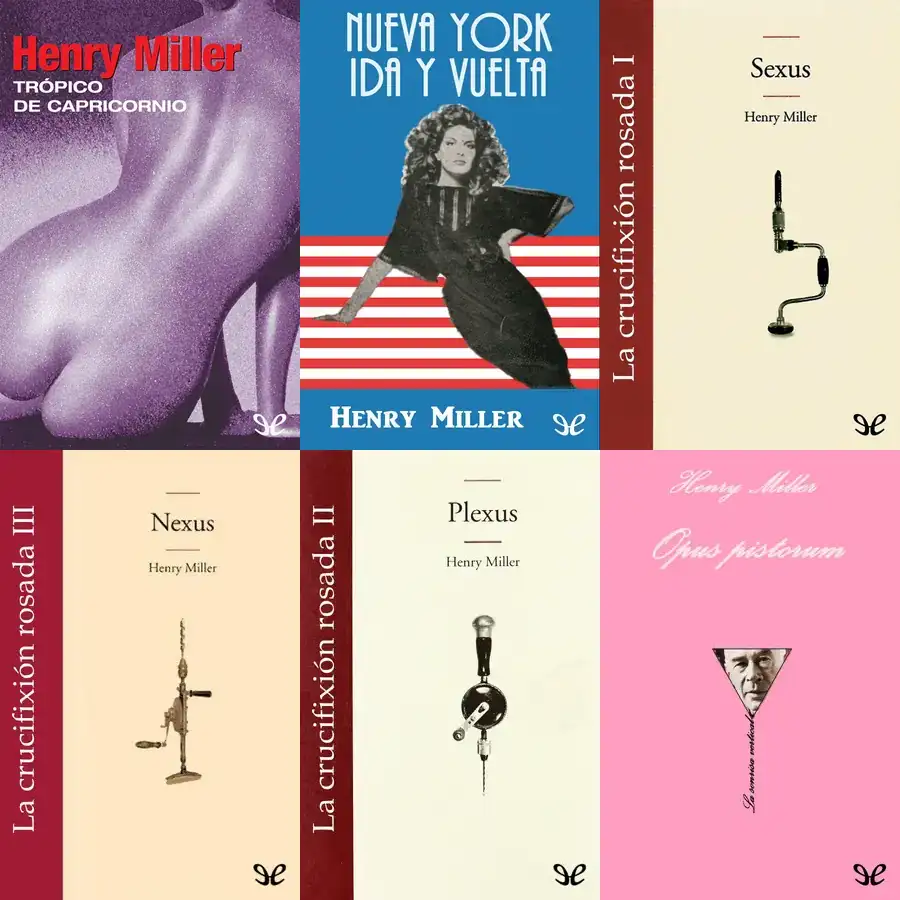 Henry Miller
TRÓPICO
DE CAPRICORNIO
NUEVA YORK
IDA Y VUELTA
HENRY MILLER
La crucifixión rosada I
Sexus
Henry Miller
La crucifixión rosada III
Nexus
Henry Miller
La crucifixión rosada II
Plexus
Henry Miller
Henry Miller
Opus pistorum
La sonrisa vertical